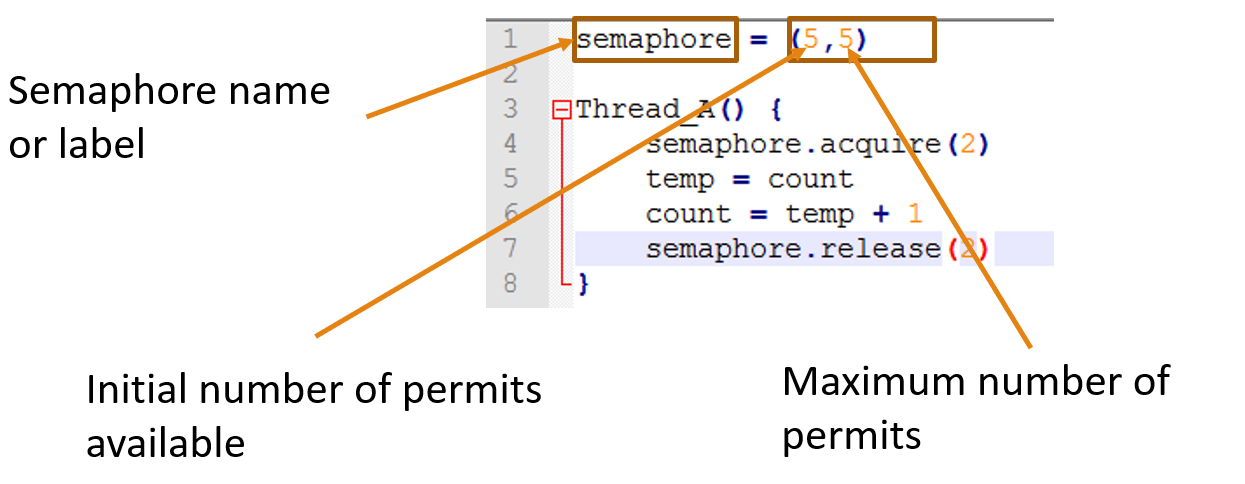 1 semaphore = (5,5)
2
3 Thread_A() {
4 semaphore.acquire(2)
5 temp = count
6 count = temp + 1
7 semaphore.release(2)
8 }
Semaphore name
or label
Initial number of permits
available
Maximum number of
permits